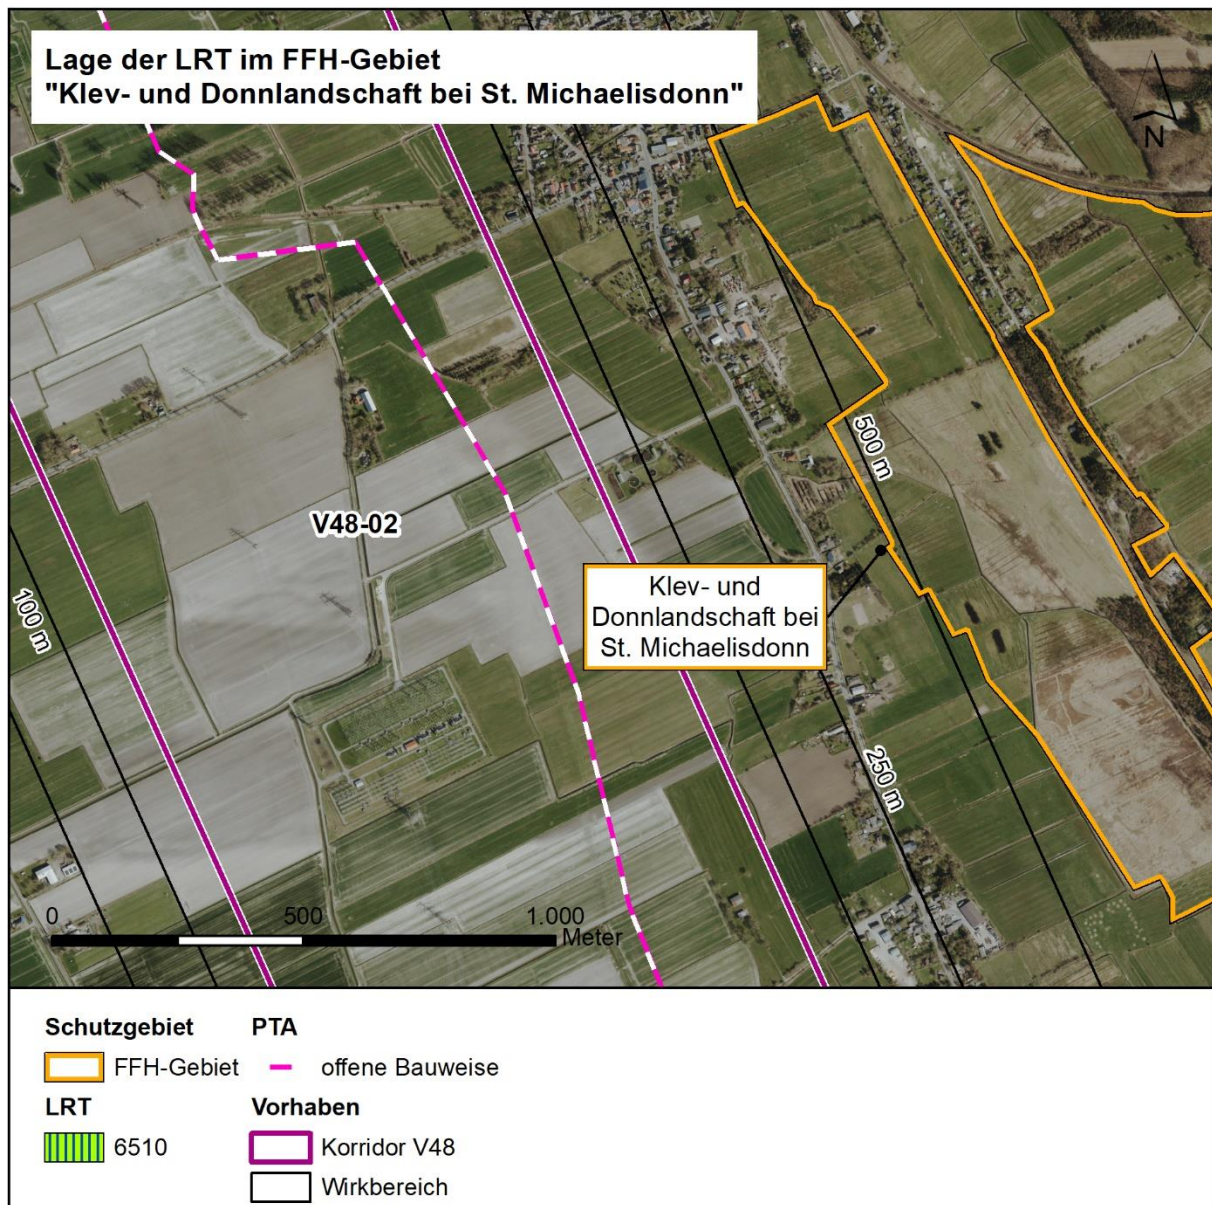 Lage der LRT im FFH-Gebiet
"Klev- und Donnlandschaft bei St. Michaelisdonn"
N
500 m
V48-02
100 m
Klev- und
Donnlandschaft bei
St. Michaelisdonn
250 m
0 500 1.000
Meter
Schutzgebiet PTA
FFH-Gebiet offene Bauweise
LRT Vorhaben
6510 Korridor V48
Wirkbereich